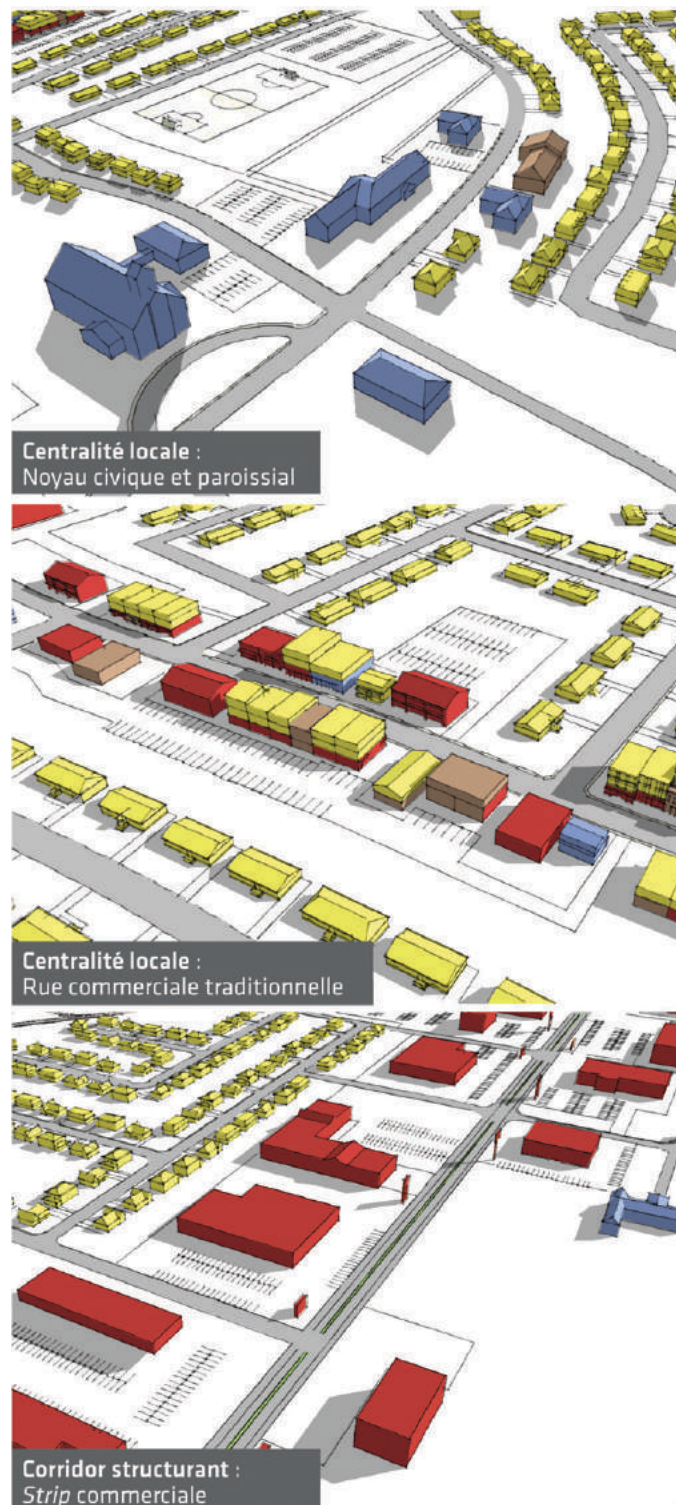 Centralité locale :
Noyau civique et paroissial
Centralité locale :
Rue commerciale traditionnelle
Corridor structurant :
Strip commerciale